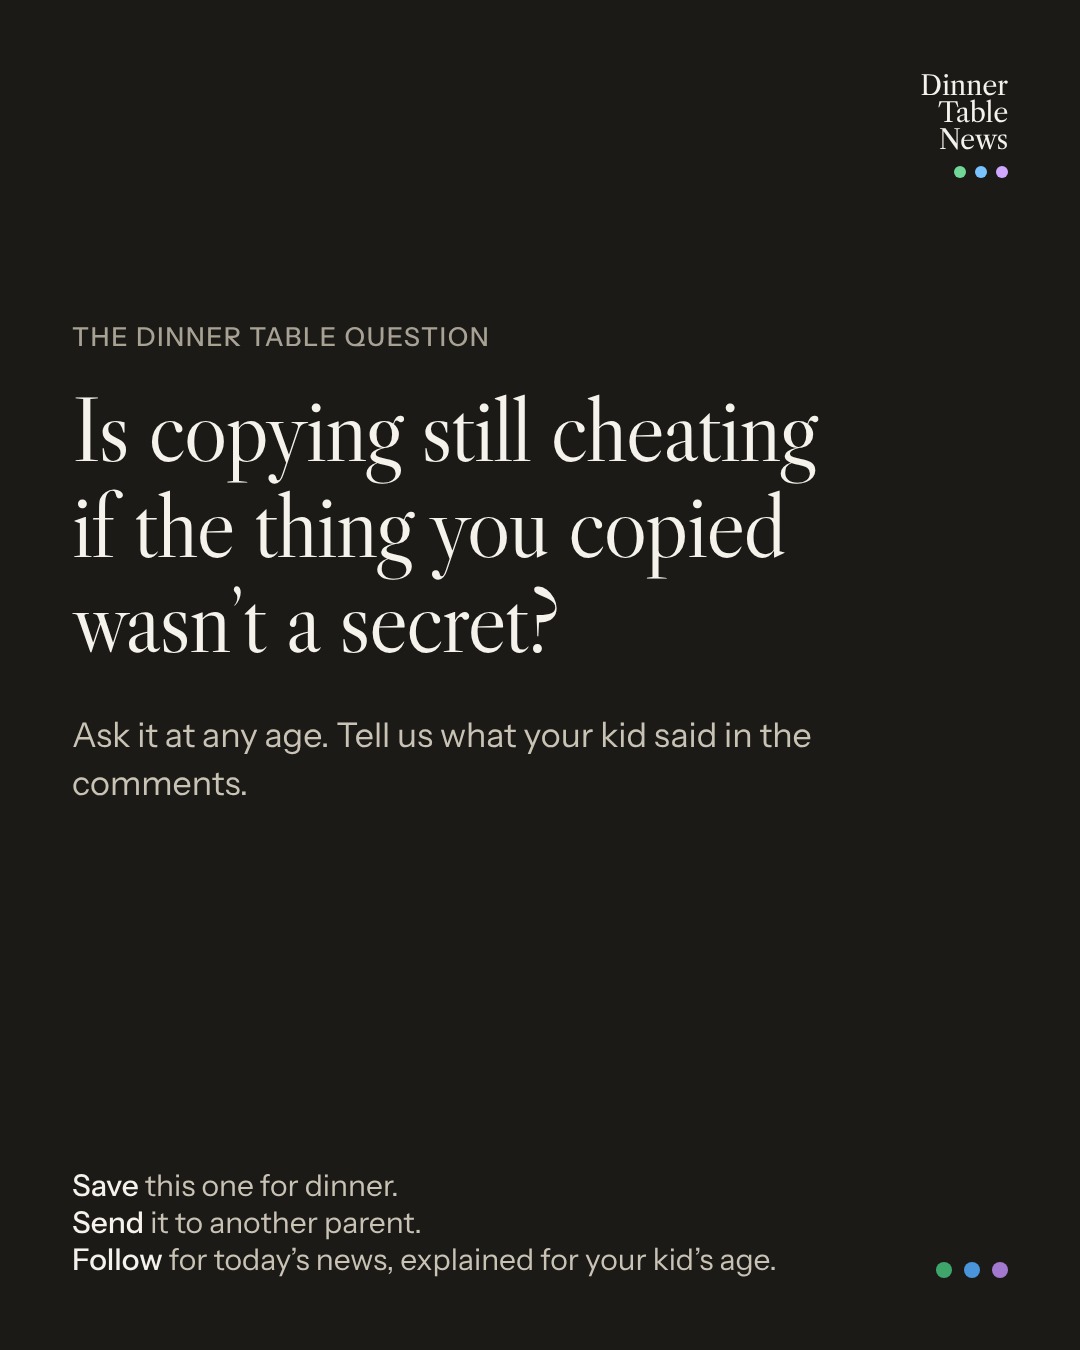 Dinner
Table
News
THE DINNER TABLE QUESTION
Is copying still cheating
if the thing you copied
wasn’t a secret?
Ask it at any age. Tell us what your kid said in the
comments.
Save this one for dinner.
Send it to another parent.
Follow for today’s news, explained for your kid’s age.